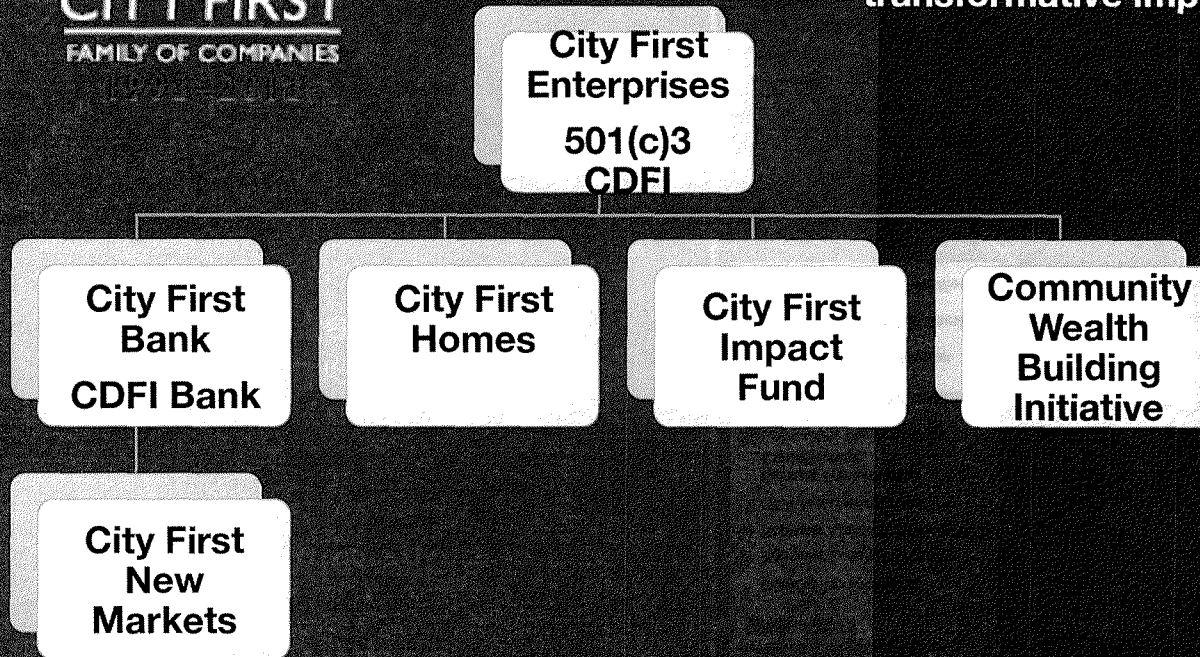 CITY FIRST
FAMILY OF COMPANIES
City First
Enterprises
501(c)3
CDFI
City First
Bank
CDFI Bank
City First
Homes
City First
Impact
Fund
Community
Wealth
Building
Initiative
City First
New
Markets